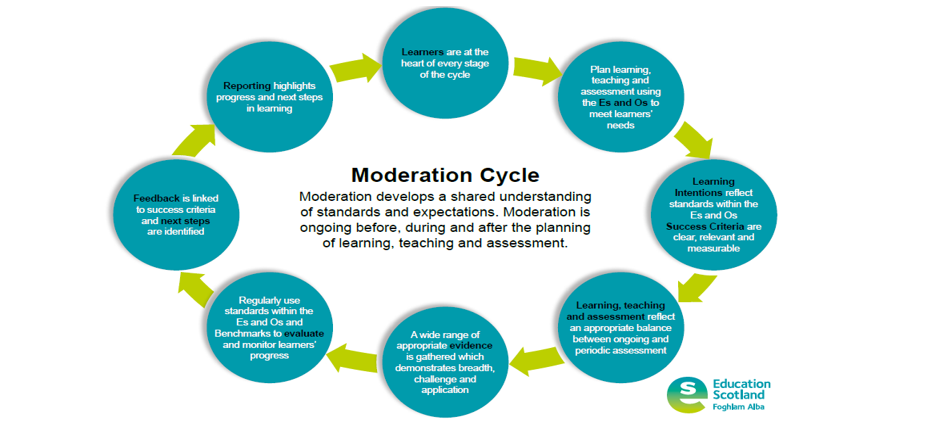 Learners are at the
heart of every stage
of the cycle
Plan learning,
teaching and
assessment using
the Es and Os to
meet learners'
needs
Learning
Intentions reflect
standards within the
Es and Os
Success Criteria are
clear, relevant and
measurable
Learning, teaching
and assessment reflect
an appropriate balance
between ongoing and
periodic assessment
A wide range of
appropriate evidence
is gathered which
demonstrates breadth,
challenge and
application
Regularly use
standards within the
Es and Os and
Benchmarks to evaluate
and monitor learners'
progress
Feedback is linked
to success criteria
and next steps
are identified
Reporting highlights
progress and next steps
in learning
Moderation Cycle
Moderation develops a shared understanding
of standards and expectations. Moderation is
ongoing before, during and after the planning
of learning, teaching and assessment.
Education
Scotland
Foghlam Alba